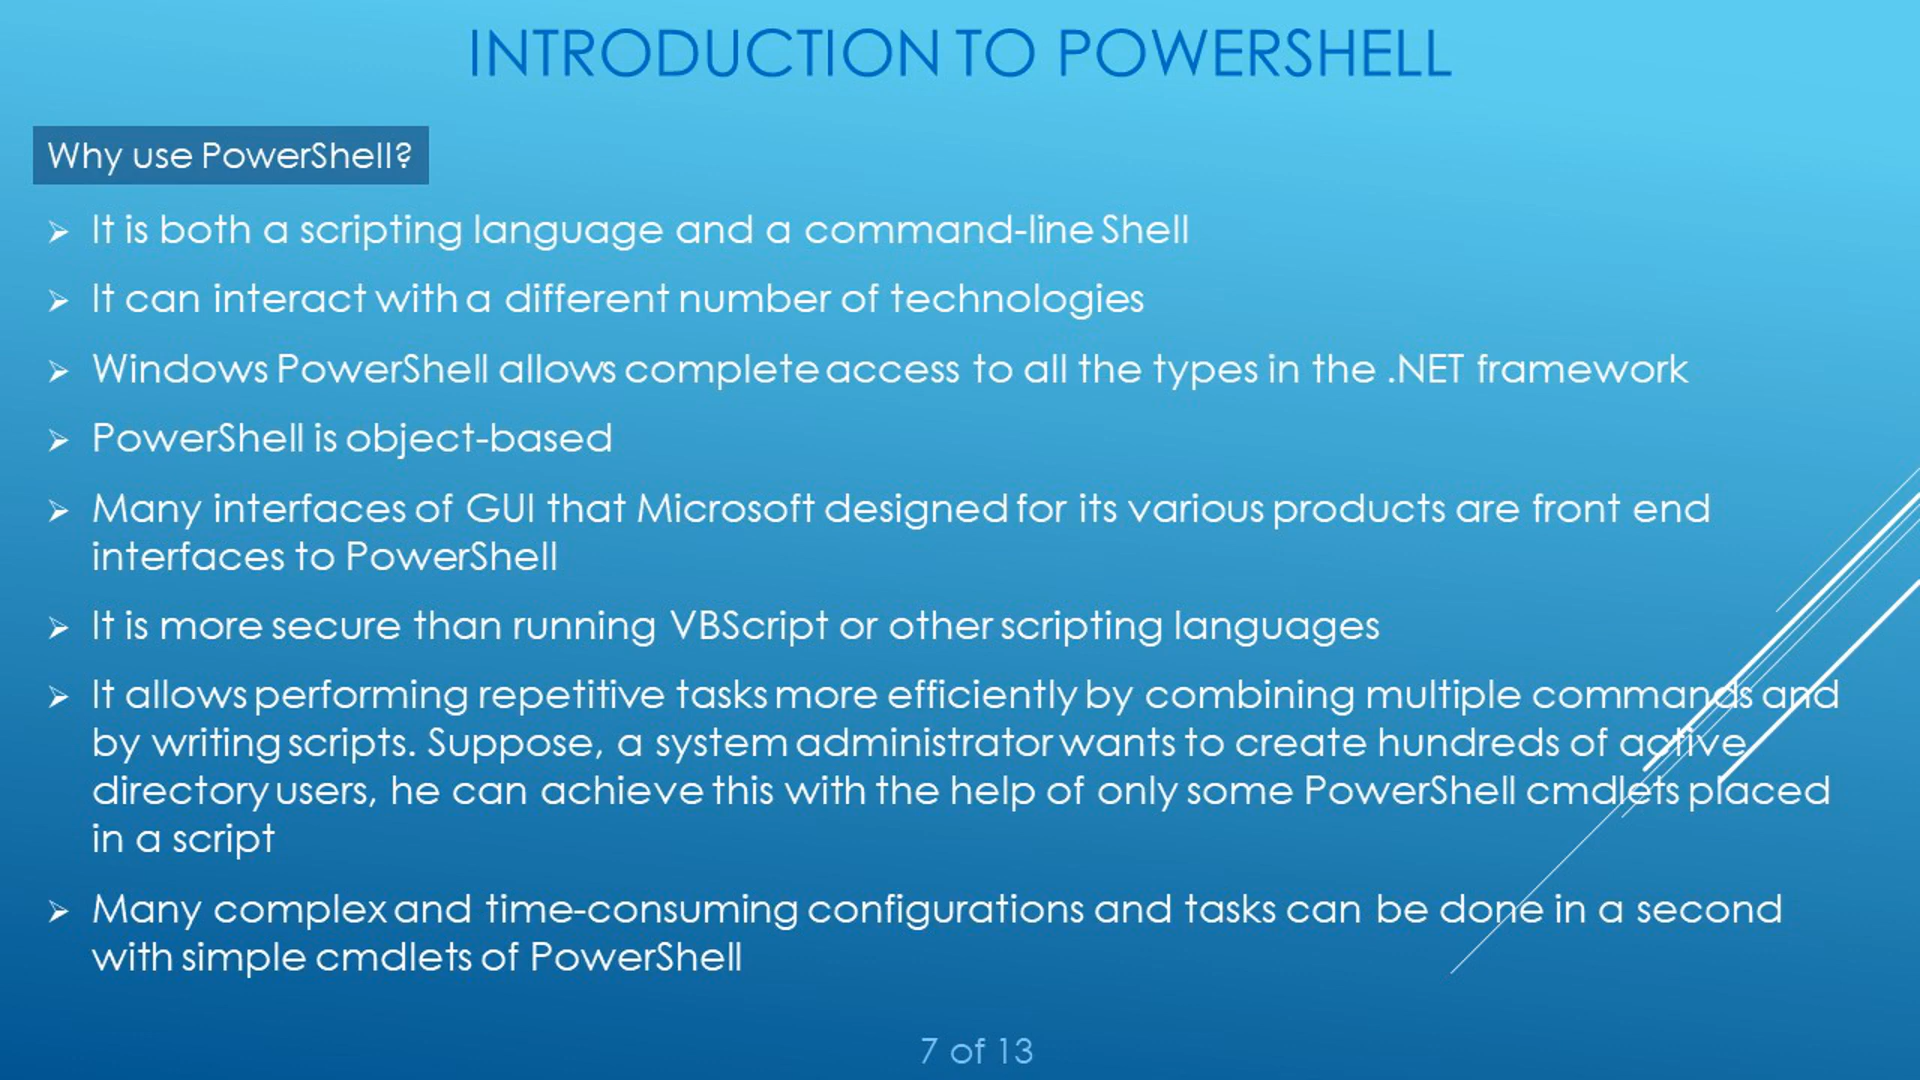 INTRODUCTION TO POWERSHELL
Why use PowerShell?
➢ It is both a scripting language and a command-line Shell
➢ It can interact with a different number of technologies
➢ Windows PowerShell allows complete access to all the types in the .NET framework
➢ PowerShell is object-based
➢ Many interfaces of GUI that Microsoft designed for its various products are front end
interfaces to PowerShell
➢ It is more secure than running VBScript or other scripting languages
➢ It allows performing repetitive tasks more efficiently by combining multiple commands and
by writing scripts. Suppose, a system administrator wants to create hundreds of active
directory users, he can achieve this with the help of only some PowerShell cmdlets placed
in a script
➢ Many complex and time-consuming configurations and tasks can be done in a second
with simple cmdlets of PowerShell
7 of 13